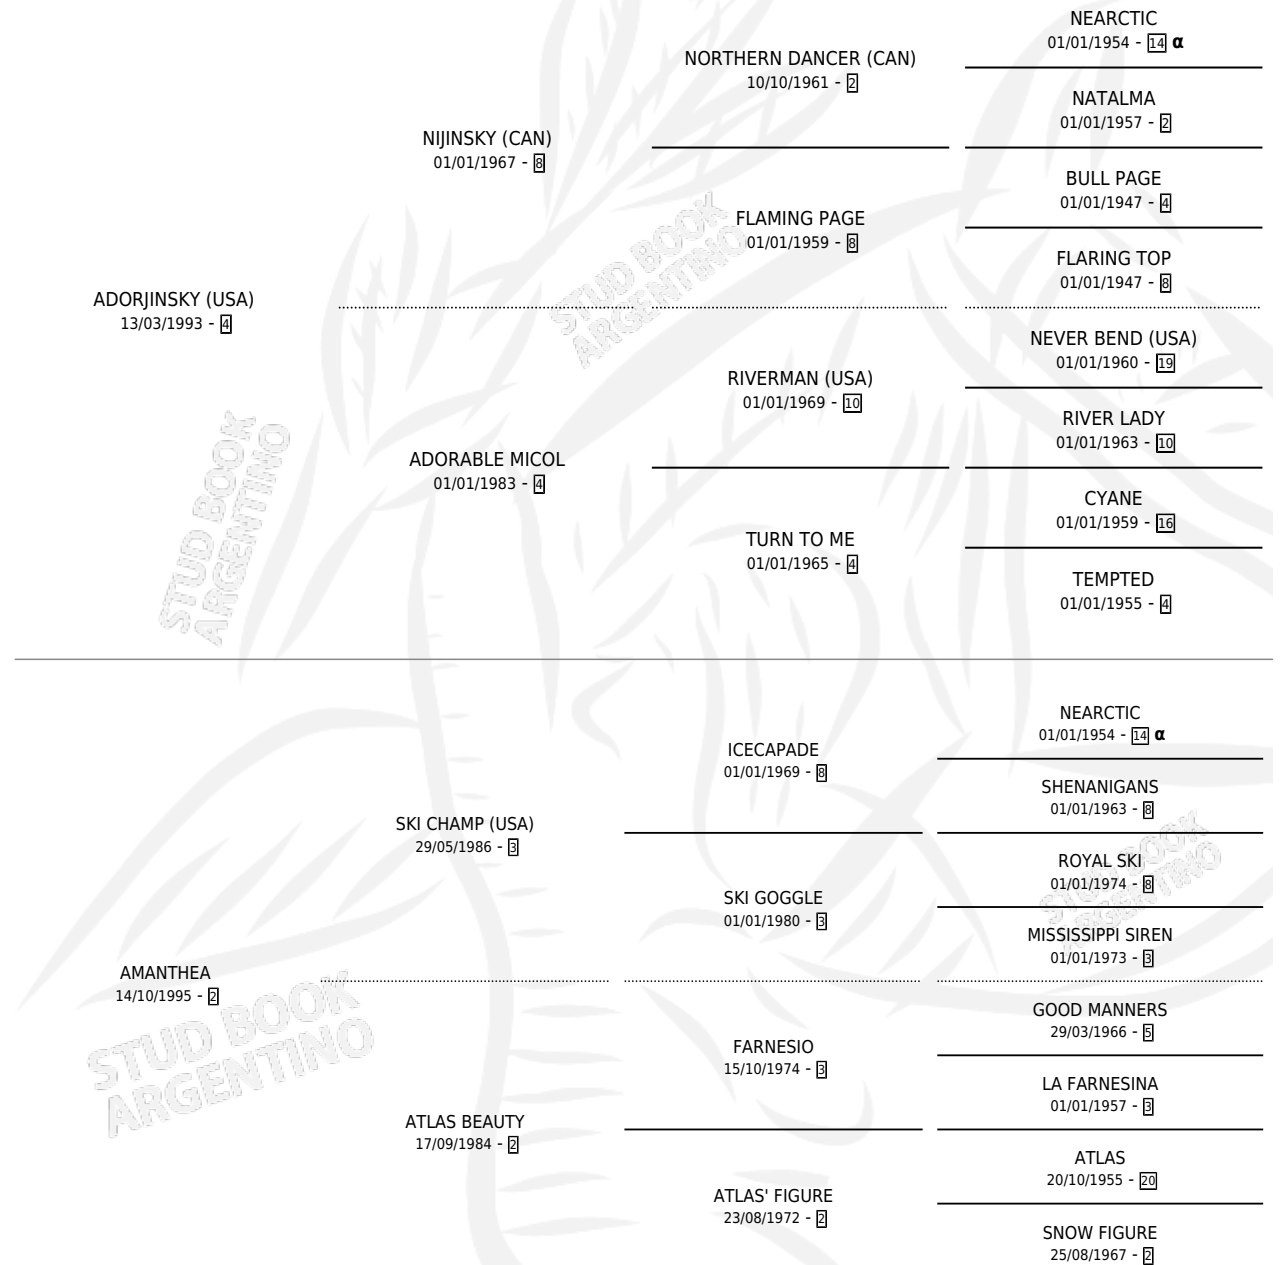 NEARCTIC
01/01/1954 - 14 α
NORTHERN DANCER (CAN)
10/10/1961 - 2
NATALMA
01/01/1957 - 2
NIJINSKY (CAN)
01/01/1967 - 8
BULL PAGE
01/01/1947 - 4
FLAMING PAGE
01/01/1959 - 8
FLARING TOP
01/01/1947 - 8
ADORJINSKY (USA)
13/03/1993 - 4
STUD BOOK
ARGENTINO
NEVER BEND (USA)
01/01/1960 - 19
RIVERMAN (USA)
01/01/1969 - 10
RIVER LADY
01/01/1963 - 10
ADORABLE MICOL
01/01/1983 - 4
CYANE
01/01/1959 - 16
TURN TO ME
01/01/1965 - 4
TEMPTED
01/01/1955 - 4
STUD BOOK
ARGENTINO
NEARCTIC
01/01/1954 - 14 α
ICECAPADE
01/01/1969 - 8
SHENANIGANS
01/01/1963 - 8
SKI CHAMP (USA)
29/05/1986 - 3
ROYAL SKI
01/01/1974 - 8
SKI GOGGLE
01/01/1980 - 3
MISSISSIPPI SIREN
01/01/1973 - 3
STUD BOOK
ARGENTINO
AMANTHEA
14/10/1995 - 2
GOOD MANNERS
29/03/1966 - 5
FARNESIO
15/10/1974 - 3
LA FARNESINA
01/01/1957 - 3
STUD BOOK
ARGENTINO
ATLAS BEAUTY
17/09/1984 - 2
ATLAS
20/10/1955 - 20
ATLAS' FIGURE
23/08/1972 - 2
SNOW FIGURE
25/08/1967 - 2